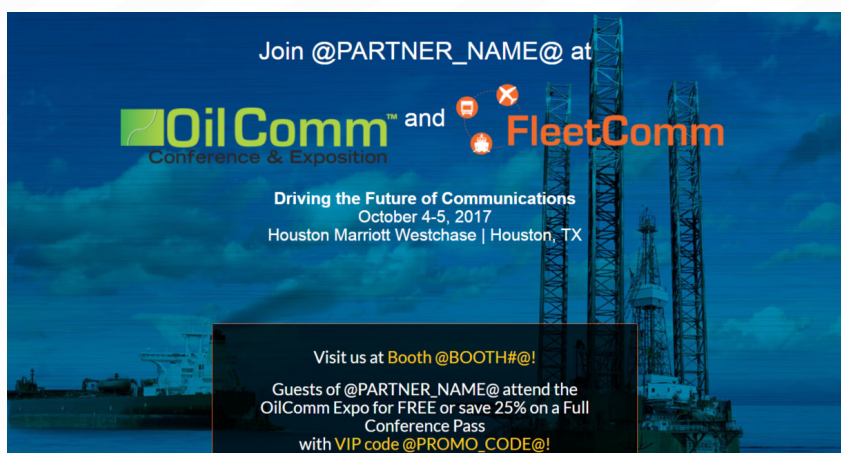 Join @PARTNER_NAME@ at
OilComm™ and FleetComm
Conference & Exposition
Driving the Future of Communications
October 4-5, 2017
Houston Marriott Westchase | Houston, TX
Visit us at Booth @BOOTH#@!
Guests of @PARTNER_NAME@ attend the
OilComm Expo for FREE or save 25% on a Full
Conference Pass
with VIP code @PROMO_CODE@!